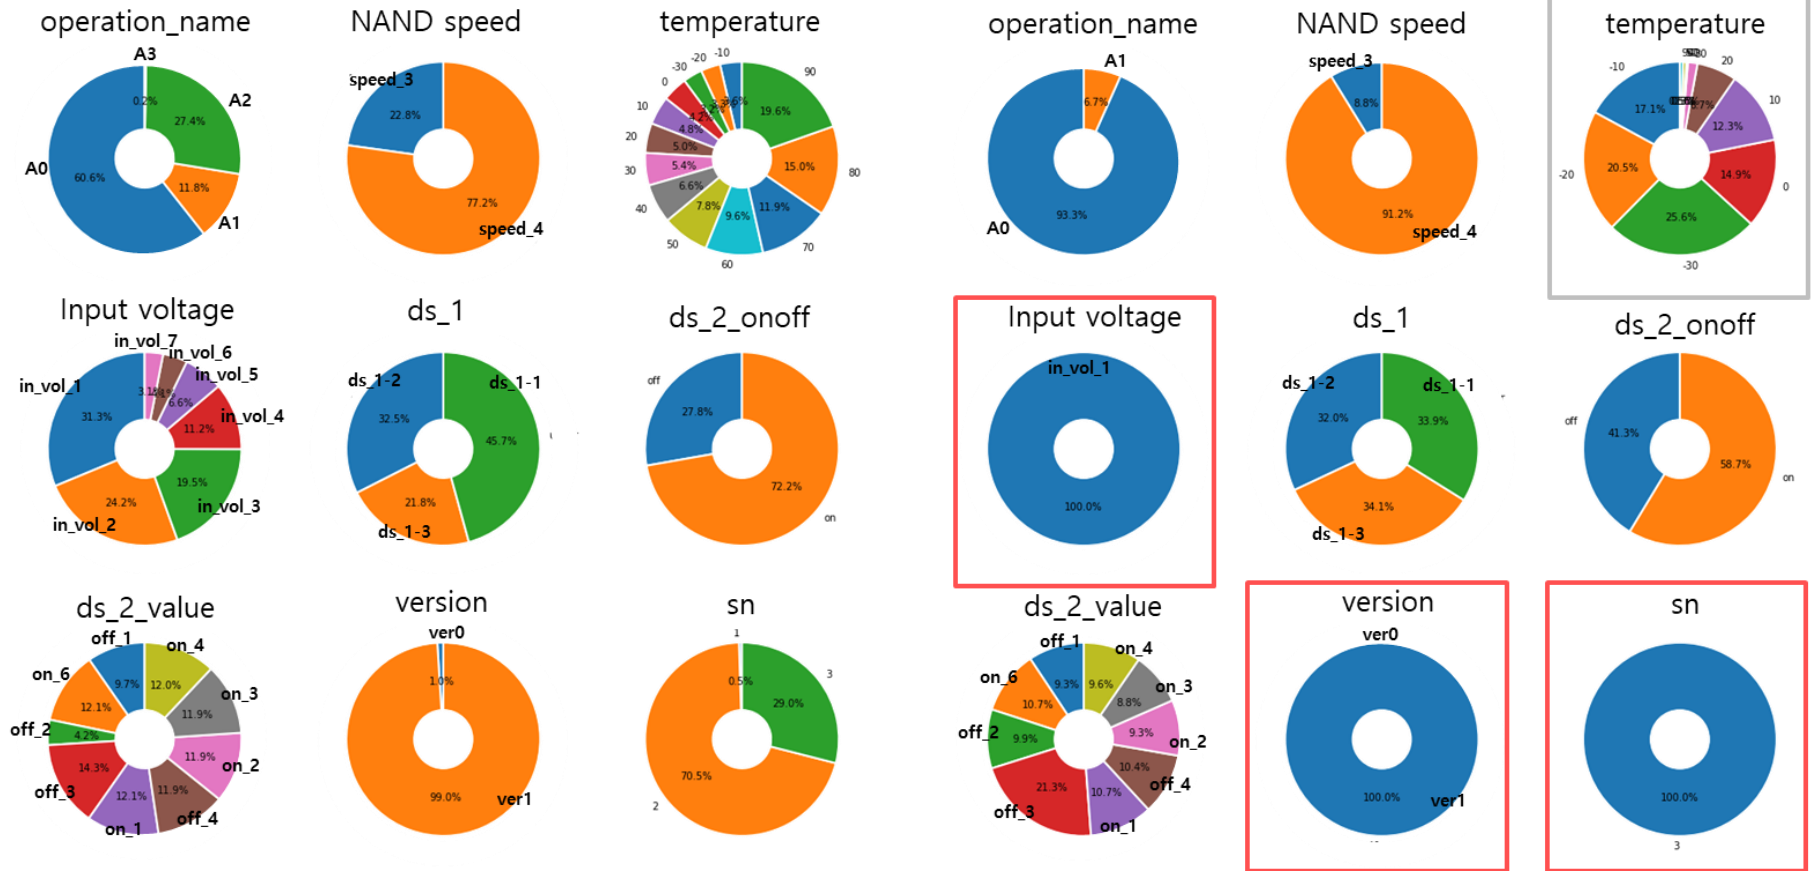 operation_name
NAND speed
temperature
operation_name
NAND speed
temperature
A3
0.2%
A2
27.4%
A0
60.6%
11.8%
A1
speed_3
22.8%
77.2%
speed_4
-10
-20
-30
0
10
20
30
40
50
60
70
80
90
19.6%
15.0%
11.9%
9.6%
7.8%
6.6%
5.4%
5.0%
4.8%
4.2%
A1
6.7%
93.3%
A0
speed_3
8.8%
91.2%
speed_4
20
-10
10
17.1%
12.3%
-20
20.5%
14.9%
0
25.6%
-30
Input voltage
ds_1
ds_2_onoff
Input voltage
ds_1
ds_2_onoff
in_vol_7
in_vol_6
in_vol_5
in_vol_1
31.3%
6.6%
in_vol_4
11.2%
19.5%
24.2%
in_vol_3
in_vol_2
ds_1-2
ds_1-1
32.5%
45.7%
21.8%
ds_1-3
off
27.8%
72.2%
on
in_vol_1
100.0%
ds_1-2
ds_1-1
32.0%
33.9%
34.1%
ds_1-3
off
41.3%
58.7%
on
ds_2_value
version
sn
ds_2_value
version
sn
off_1
on_4
on_6
9.7%
12.0%
on_3
12.1%
11.9%
off_2
4.2%
11.9%
on_2
14.3%
off_3
12.1%
11.9%
off_4
on_1
ver0
1.0%
99.0%
ver1
1
0.5%
3
29.0%
70.5%
2
off_1
on_4
on_6
9.3%
9.6%
on_3
10.7%
8.8%
off_2
9.9%
9.3%
on_2
10.4%
off_4
21.3%
10.7%
off_3
on_1
ver0
100.0%
ver1
100.0%
3